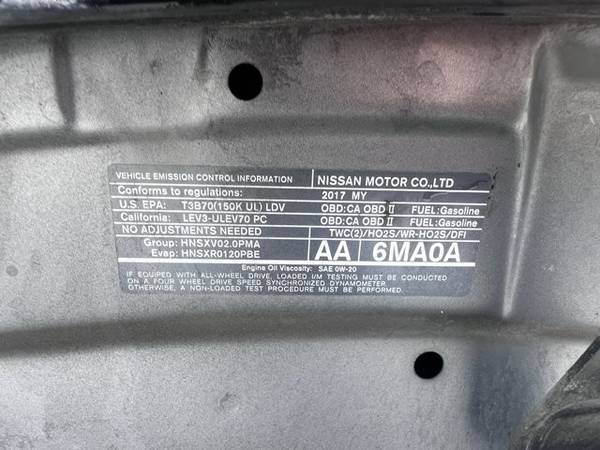 VEHICLE EMISSION CONTROL INFORMATION NISSAN MOTOR CO.,LTD
Conforms to regulations: 2017 MY
U.S. EPA: T3B70(150K UL) LDV OBD:CA OBD II FUEL:Gasoline
California: LEV3-ULEV70 PC OBD:CA OBD II FUEL:Gasoline
NO ADJUSTMENTS NEEDED TWC(2)/HO2S/WR-HO2S/DFI
Group: HNSXV02.0PMA AA 6MA0A
Evap: HNSXR0120PBE
Engine Oil Viscosity: SAE 0W-20
IF EQUIPPED WITH ALL-WHEEL DRIVE, LOADED I/M TESTING MUST BE CONDUCTED
ON A FOUR WHEEL DRIVE SPEED SYNCHRONIZED DYNAMOMETER.
OTHERWISE, A NON-LOADED TEST PROCEDURE MUST BE PERFORMED.